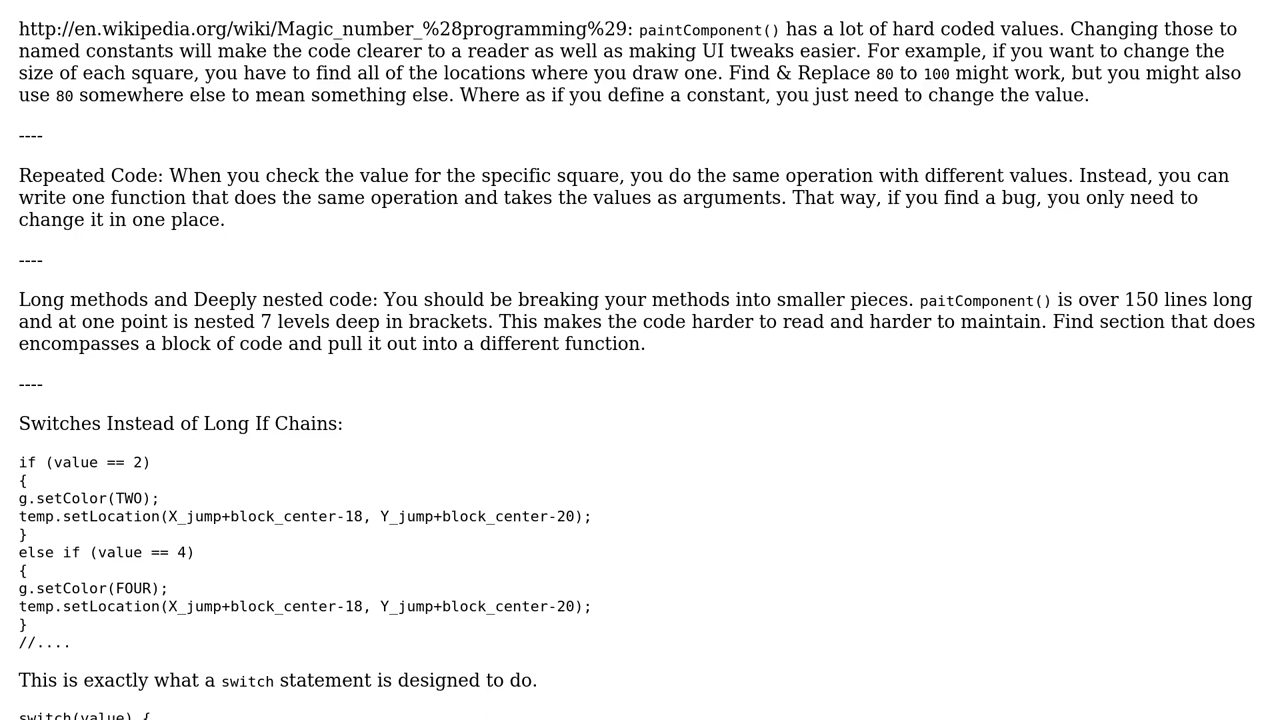 http://en.wikipedia.org/wiki/Magic_number_%28programming%29: paintComponent() has a lot of hard coded values. Changing those to
named constants will make the code clearer to a reader as well as making UI tweaks easier. For example, if you want to change the
size of each square, you have to find all of the locations where you draw one. Find & Replace 80 to 100 might work, but you might also
use 80 somewhere else to mean something else. Where as if you define a constant, you just need to change the value.
----
Repeated Code: When you check the value for the specific square, you do the same operation with different values. Instead, you can
write one function that does the same operation and takes the values as arguments. That way, if you find a bug, you only need to
change it in one place.
----
Long methods and Deeply nested code: You should be breaking your methods into smaller pieces. paitComponent() is over 150 lines long
and at one point is nested 7 levels deep in brackets. This makes the code harder to read and harder to maintain. Find section that does
encompasses a block of code and pull it out into a different function.
----
Switches Instead of Long If Chains:
if (value == 2)
{
g.setColor(TWO);
temp.setLocation(X_jump+block_center-18, Y_jump+block_center-20);
}
else if (value == 4)
{
g.setColor(FOUR);
temp.setLocation(X_jump+block_center-18, Y_jump+block_center-20);
}
//....
This is exactly what a switch statement is designed to do.
switch(value) {